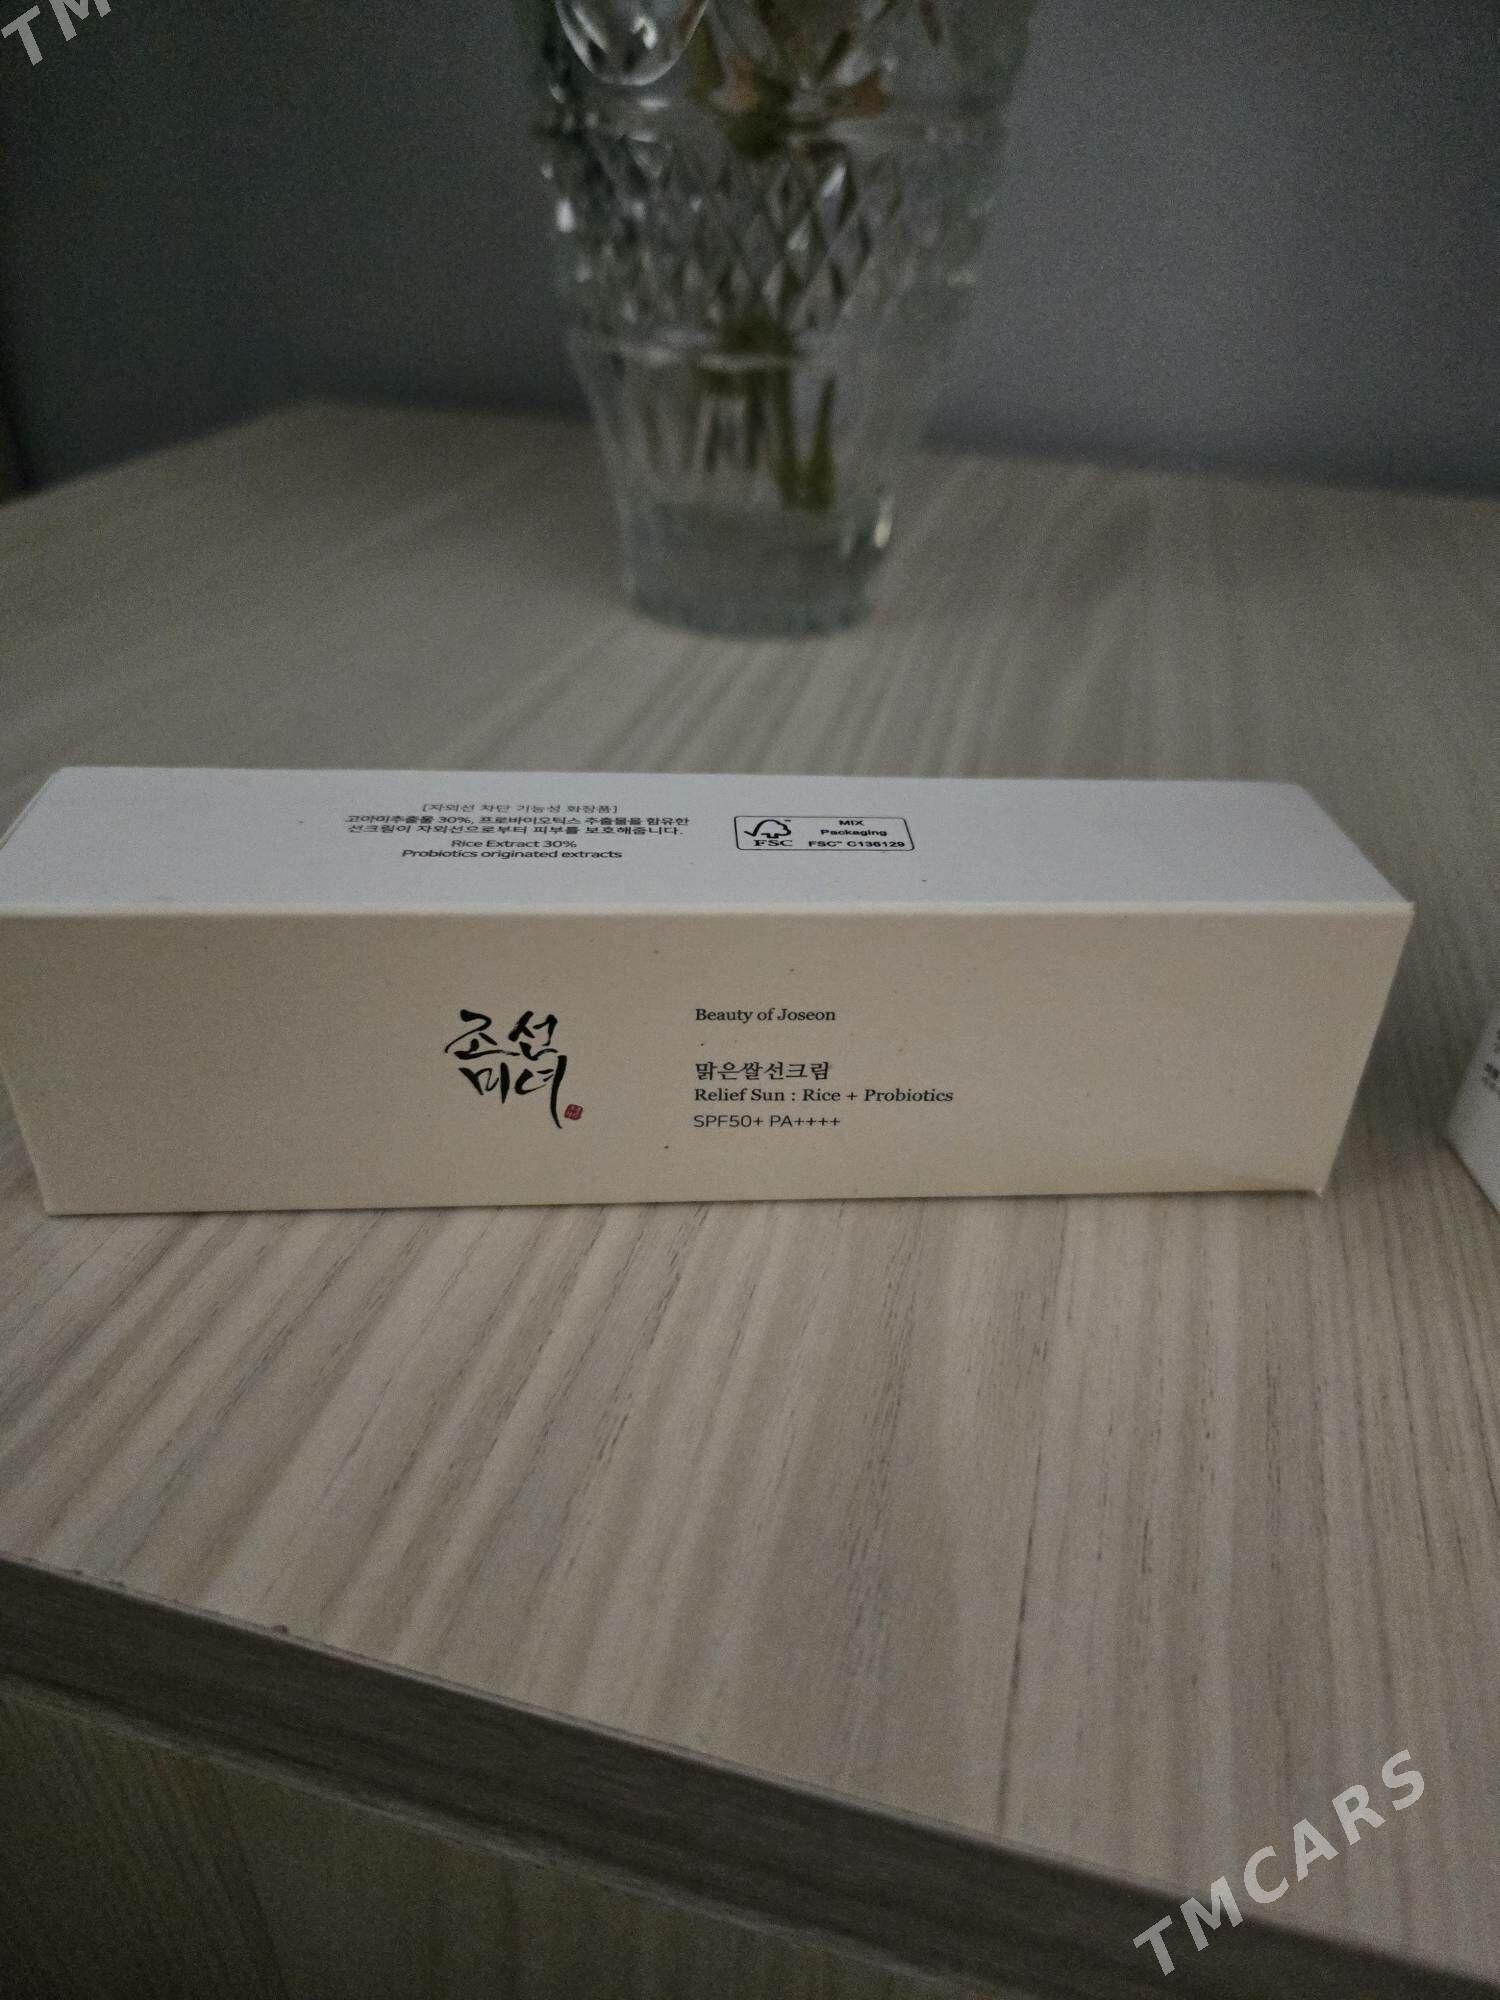 TM
[자외선 차단 기능성 화장품]
고아미추출물 30%, 프로바이오틱스 추출물을 함유한
선크림이 자외선으로부터 피부를 보호해줍니다.
Rice Extract 30%
Probiotics originated extracts
FSC
MIX
Packaging
FSC™ C136129
조선
미녀
Beauty of Joseon
맑은쌀선크림
Relief Sun : Rice + Probiotics
SPF50+ PA++++
TMCARS